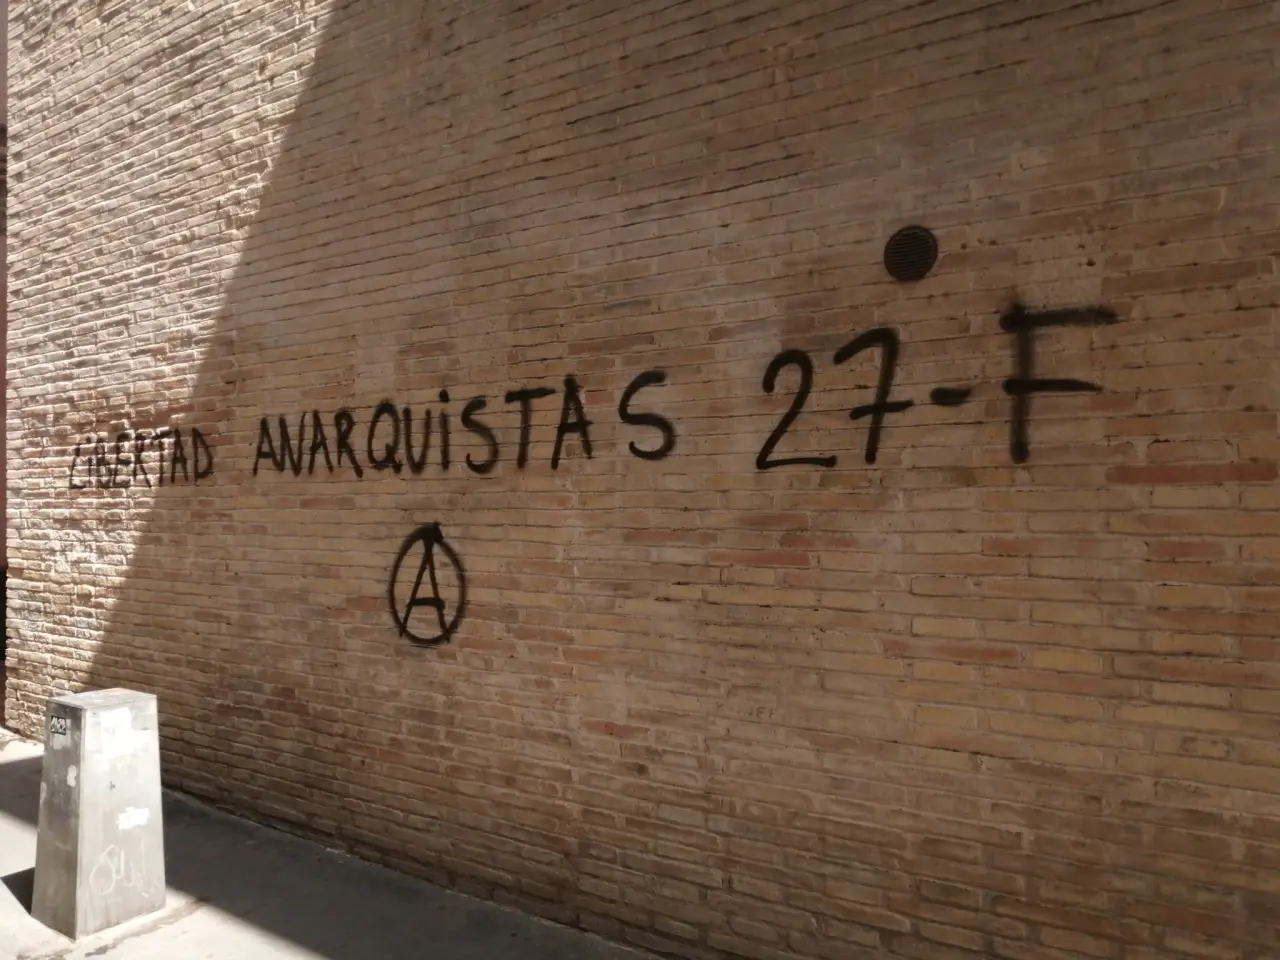 LiBERTAD ANARQUiSTAS 27-F
A